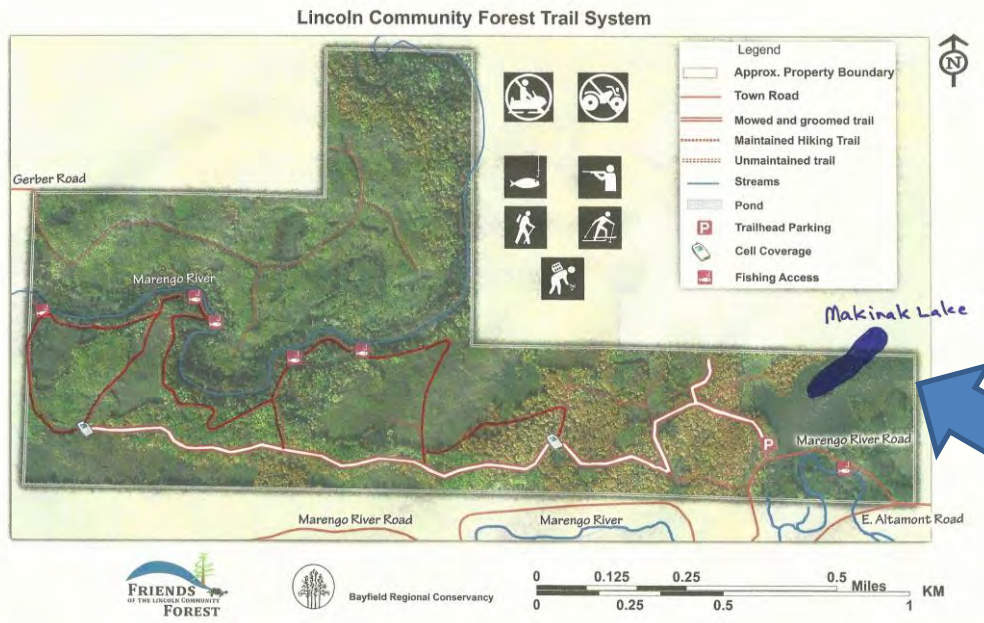 Lincoln Community Forest Trail System
N
Legend
Approx. Property Boundary
Town Road
Mowed and groomed trail
Maintained Hiking Trail
Unmaintained trail
Streams
Pond
P Trailhead Parking
Cell Coverage
Fishing Access
Gerber Road
Marengo River
Makinak Lake
Marengo River Road
P
Marengo River Road
Marengo River
E. Altamont Road
FRIENDS
OF THE LINCOLN COMMUNITY
FOREST
Bayfield Regional Conservancy
0 0.125 0.25 0.5 Miles
0 0.25 0.5 1 KM